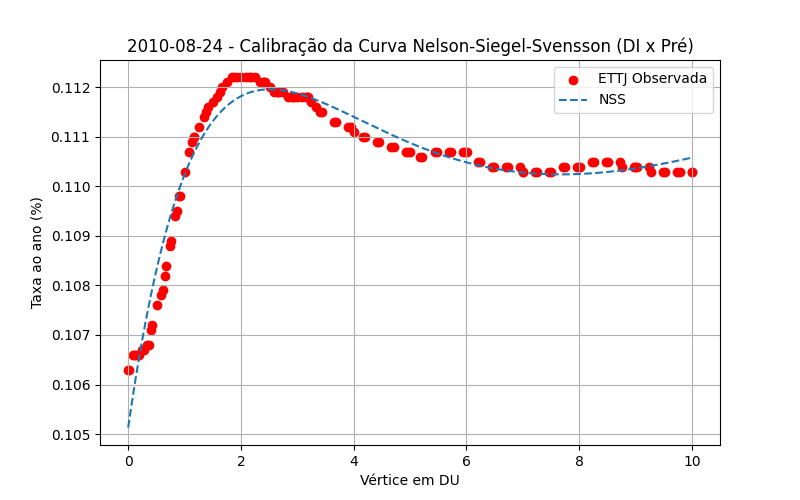 2010-08-24 - Calibração da Curva Nelson-Siegel-Svensson (DI x Pré)
ETTJ Observada
NSS
Taxa ao ano (%)
0.112
0.111
0.110
0.109
0.108
0.107
0.106
0.105
0 2 4 6 8 10
Vértice em DU